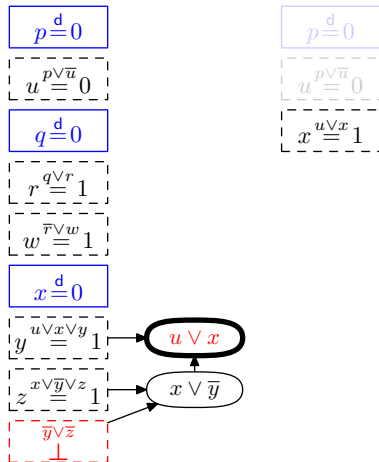 p =^d 0
u =^{p∨u̅} 0
q =^d 0
r =^{q∨r} 1
w =^{r̅∨w} 1
x =^d 0
y =^{u∨x∨y} 1
z =^{x∨y̅∨z} 1
y̅∨z̅
⊥
u ∨ x
x ∨ y̅
p =^d 0
u =^{p∨u̅} 0
x =^{u∨x} 1